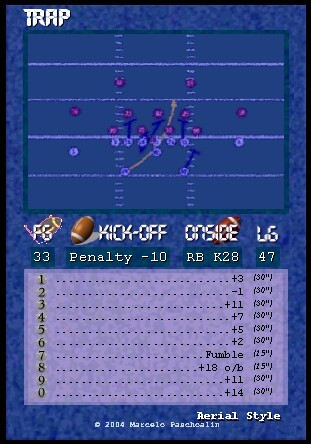 TRAP
FG KICK-OFF ONSIDE LG
33 Penalty -10 RB K28 47
1 ..............................+3 (30")
2 ..............................-1 (30")
3 ..............................+11 (30")
4 ..............................+7 (30")
5 ..............................+5 (30")
6 ..............................+2 (30")
7 ..............................Fumble (15")
8 ..............................+18 o/b (15")
9 ..............................+11 (30")
0 ..............................+14 (30")
Aerial Style
© 2004 Marcelo Paschoalin